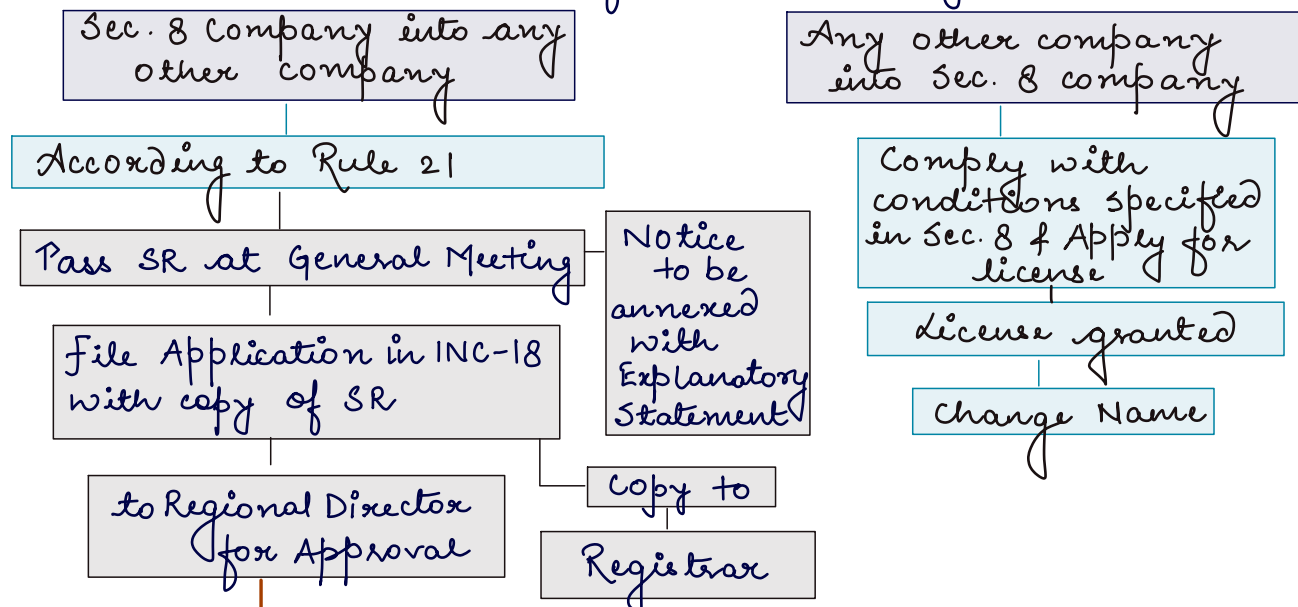 Sec. 8 Company into any
other company
According to Rule 21
Pass SR at General Meeting
Notice
to be
annexed
with
Explanatory
Statement
File Application in INC-18
with copy of SR
to Regional Director
for Approval
Copy to
Registrar
Any other company
into Sec. 8 company
Comply with
conditions specified
in Sec. 8 & Apply for
license
License granted
Change Name